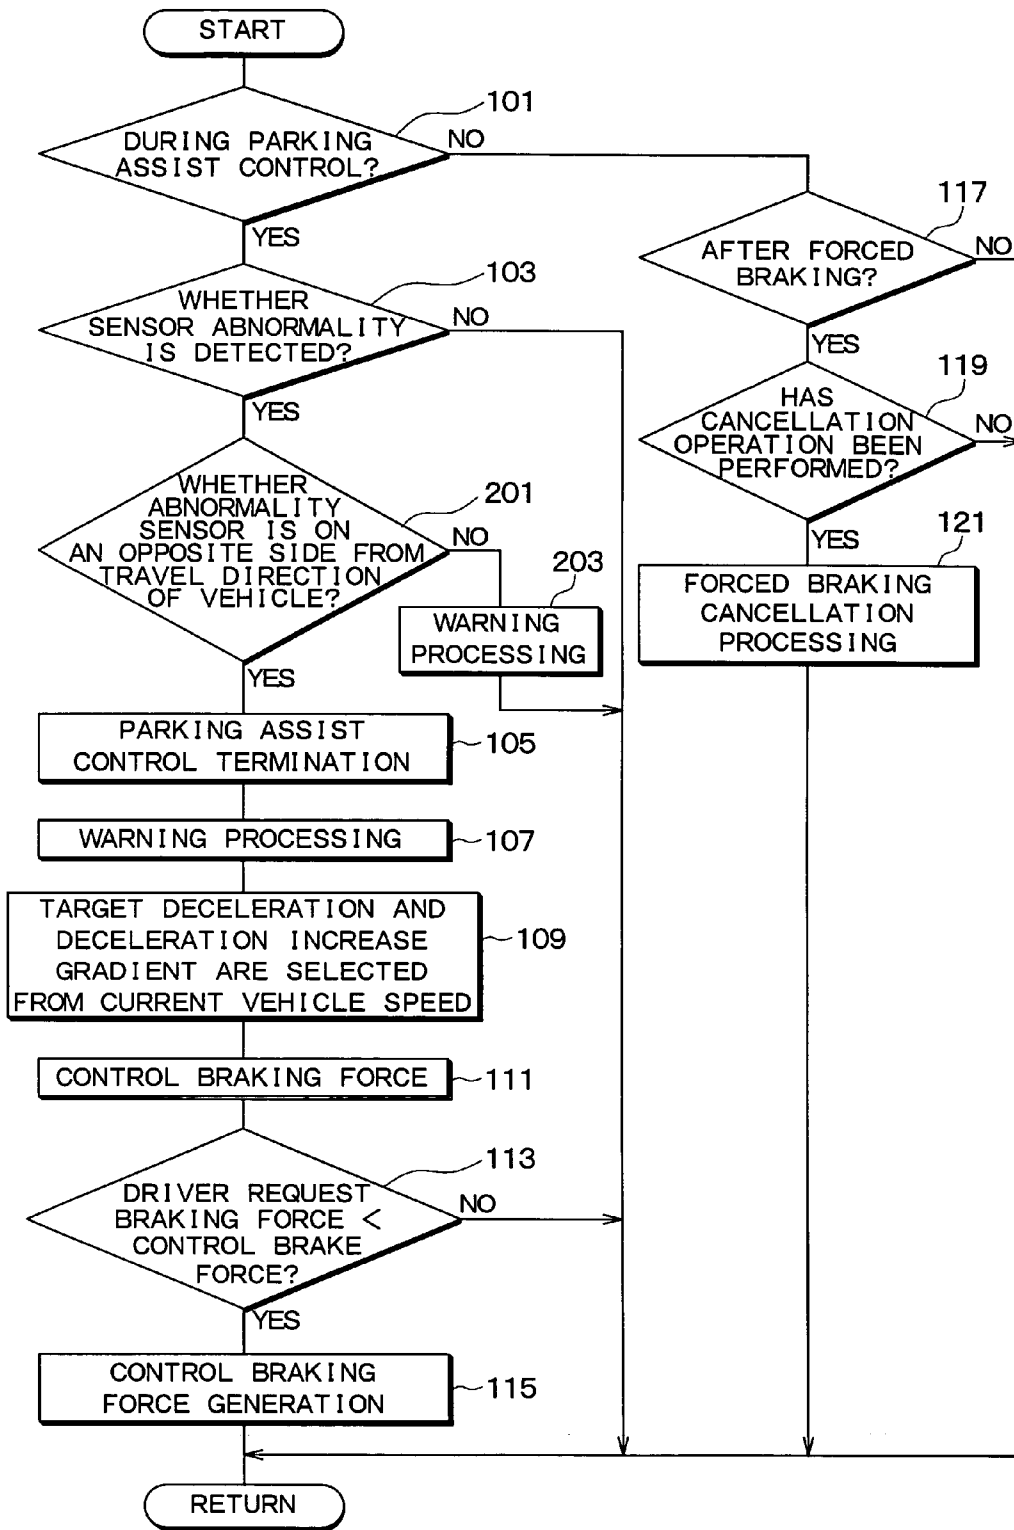 START
101
DURING PARKING
ASSIST CONTROL?
NO
YES
117
AFTER FORCED
BRAKING?
NO
YES
103
WHETHER
SENSOR ABNORMALITY
IS DETECTED?
NO
YES
119
HAS
CANCELLATION
OPERATION BEEN
PERFORMED?
NO
YES
201
WHETHER
ABNORMALITY
SENSOR IS ON
AN OPPOSITE SIDE FROM
TRAVEL DIRECTION
OF VEHICLE?
NO
YES
203
WARNING
PROCESSING
121
FORCED BRAKING
CANCELLATION
PROCESSING
PARKING ASSIST
CONTROL TERMINATION
105
WARNING PROCESSING
107
TARGET DECELERATION AND
DECELERATION INCREASE
GRADIENT ARE SELECTED
FROM CURRENT VEHICLE SPEED
109
CONTROL BRAKING FORCE
111
113
DRIVER REQUEST
BRAKING FORCE <
CONTROL BRAKE
FORCE?
NO
YES
CONTROL BRAKING
FORCE GENERATION
115
RETURN